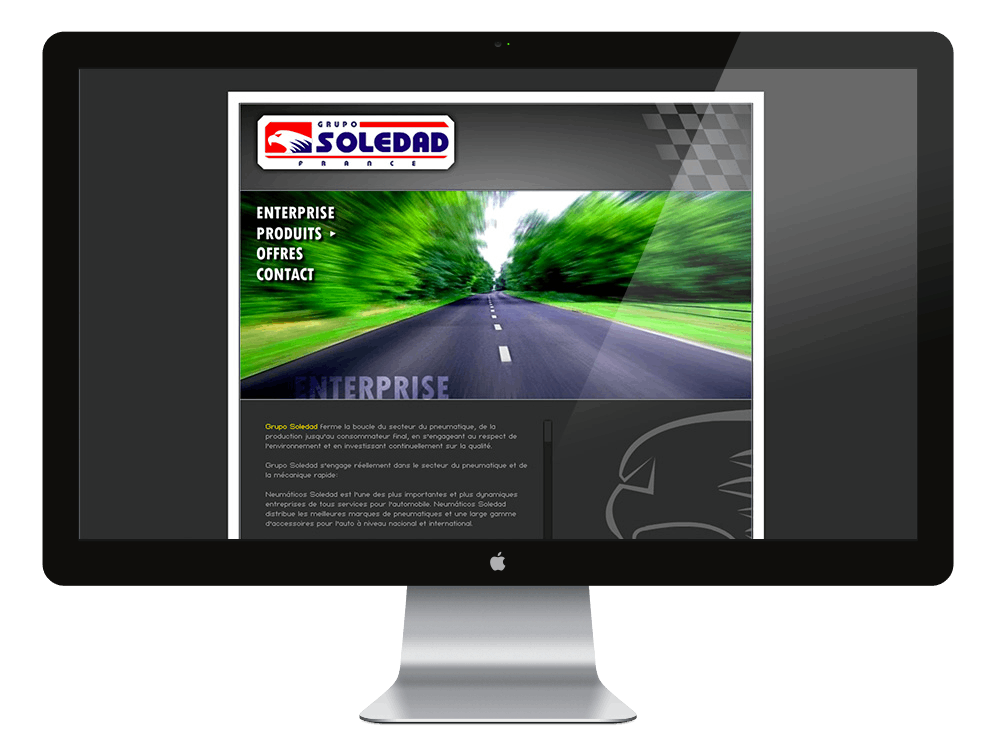 GRUPO
SOLEDAD
FRANCE
ENTERPRISE
PRODUITS
OFFRES
CONTACT
ENTERPRISE
Grupo Soledad ferme la boucle du secteur du pneumatique, de la
production jusqu'au consommateur final, en s'engageant au respect de
l'environnement et en investissant continuellement sur la qualité.
Grupo Soledad s'engage réellement dans le secteur du pneumatique et de
la mécanique rapide:
Neumáticos Soledad est l'une des plus importantes et plus dynamiques
entreprises de tous services pour l'automobile. Neumáticos Soledad
distribue les meilleures marques de pneumatiques et une large gamme
d'accessoires pour l'auto à niveau nacional et international.